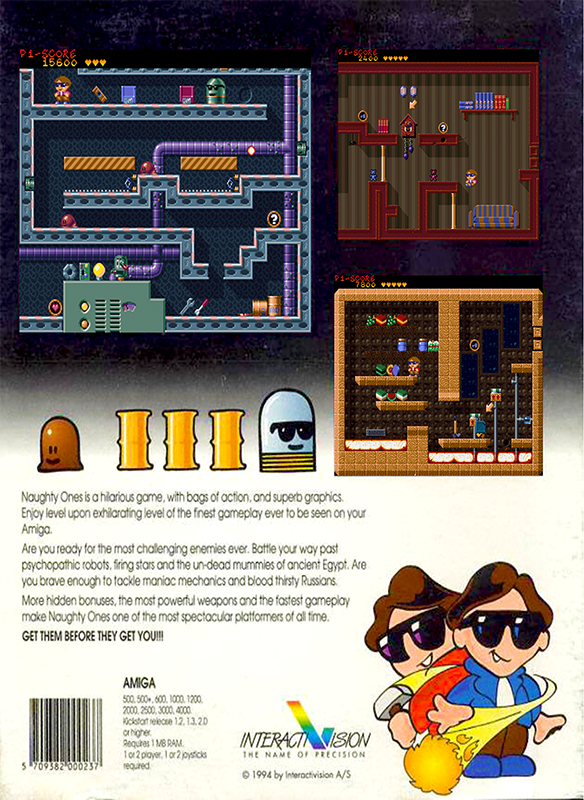 P1-SCORE
15800
P1-SCORE
2400
?
?
P1-SCORE
7800
Naughty Ones is a hilarious game, with bags of action, and superb graphics.
Enjoy level upon exhilarating level of the finest gameplay ever to be seen on your
Amiga.
Are you ready for the most challenging enemies ever. Battle your way past
psychopathic robots, firing stars and the un-dead mummies of ancient Egypt. Are
you brave enough to tackle maniac mechanics and blood thirsty Russians.
More hidden bonuses, the most powerful weapons and the fastest gameplay
make Naughty Ones one of the most spectacular platformers of all time.
GET THEM BEFORE THEY GET YOU!!!
AMIGA
500, 500+, 600, 1000, 1200,
2000, 2500, 3000, 4000.
Kickstart release 1.2, 1.3, 2.0
or higher.
Requires 1 MB RAM.
1 or 2 player, 1 or 2 joysticks
required.
5 709382 000237
INTERACTIVISION
THE NAME OF PRECISION
© 1994 by Interactivision A/S